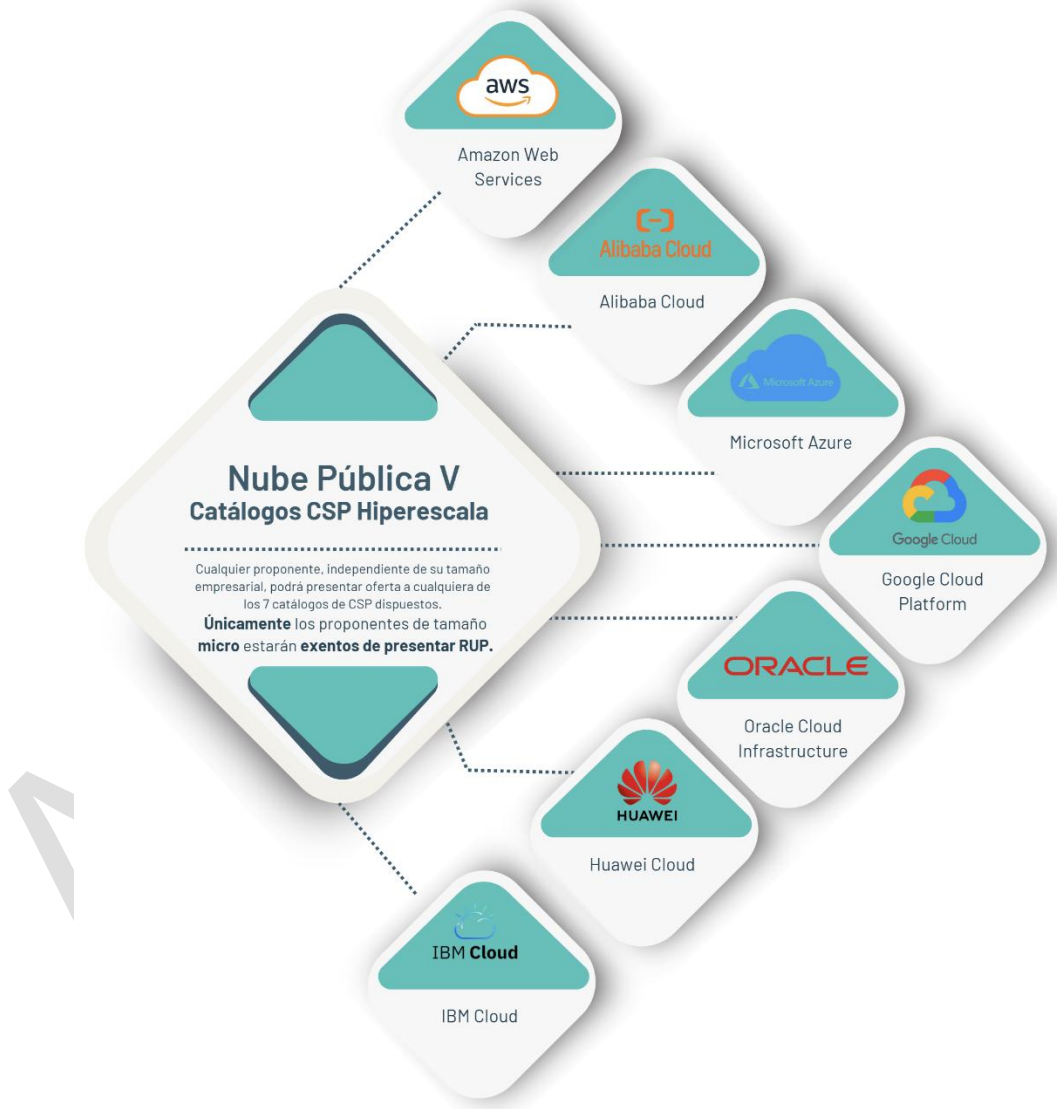 aws
Amazon Web
Services
Alibaba Cloud
Alibaba Cloud
Microsoft Azure
Microsoft Azure
Google Cloud
Google Cloud
Platform
Nube Pública V
Catálogos CSP Hiperescala
Cualquier proponente, independiente de su tamaño
empresarial, podrá presentar oferta a cualquiera de
los 7 catálogos de CSP dispuestos.
Únicamente los proponentes de tamaño
micro estarán exentos de presentar RUP.
ORACLE
Oracle Cloud
Infrastructure
HUAWEI
Huawei Cloud
IBM Cloud
IBM Cloud